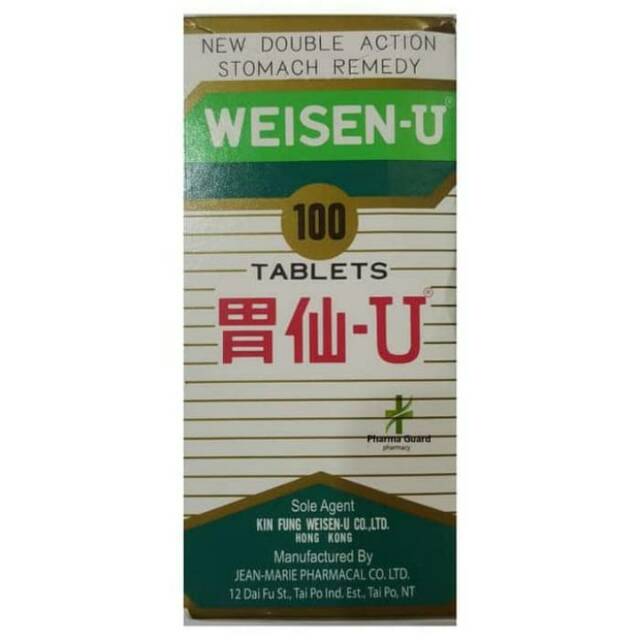 NEW DOUBLE ACTION
STOMACH REMEDY
WEISEN-U®
100
TABLETS
胃仙-U®
Pharma Guard
pharmacy
Sole Agent
KIN FUNG WEISEN-U CO.,LTD.
HONG KONG
Manufactured By
JEAN-MARIE PHARMACAL CO. LTD.
12 Dai Fu St., Tai Po Ind. Est., Tai Po, NT